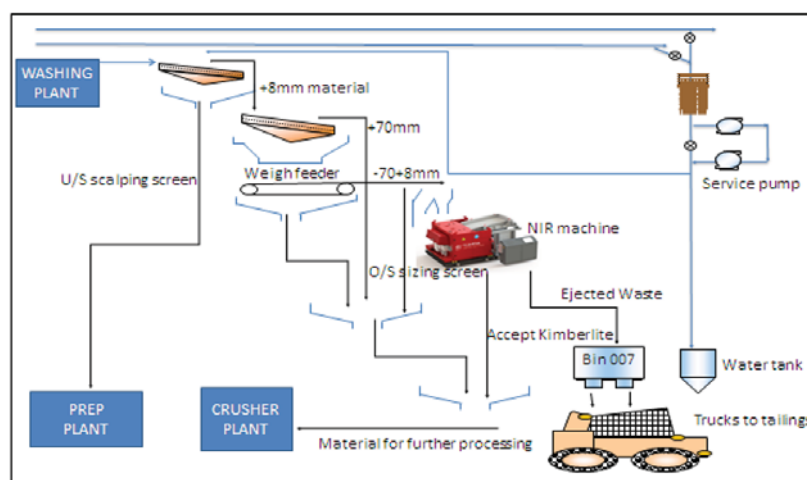 WASHING
PLANT
+8mm material
+70mm
U/S scalping screen
Weigh feeder
-70+8mm
Service pump
NIR machine
O/S sizing screen
Ejected Waste
Accept Kimberlite
Bin 007
Water tank
PREP
PLANT
CRUSHER
PLANT
Trucks to tailings
Material for further processing